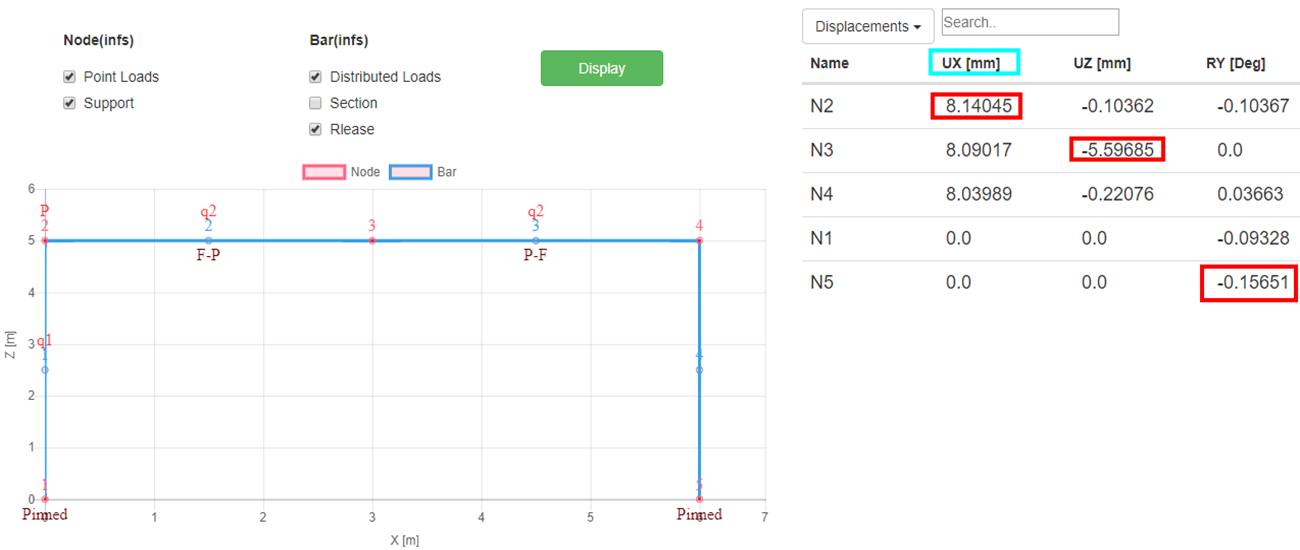 Node(infs)
Point Loads
Support
Bar(infs)
Distributed Loads
Section
Rlease
Display
Node
Bar
6
5
4
3
2
1
0
Z [m]
P
2
q2
2
3
q2
3
4
F-P
P-F
q1
1
4
1
5
Pinned
Pinned
0
1
2
3
4
5
6
7
X [m]
Displacements
Search..
Name UX [mm] UZ [mm] RY [Deg]
N2 8.14045 -0.10362 -0.10367
N3 8.09017 -5.59685 0.0
N4 8.03989 -0.22076 0.03663
N1 0.0 0.0 -0.09328
N5 0.0 0.0 -0.15651